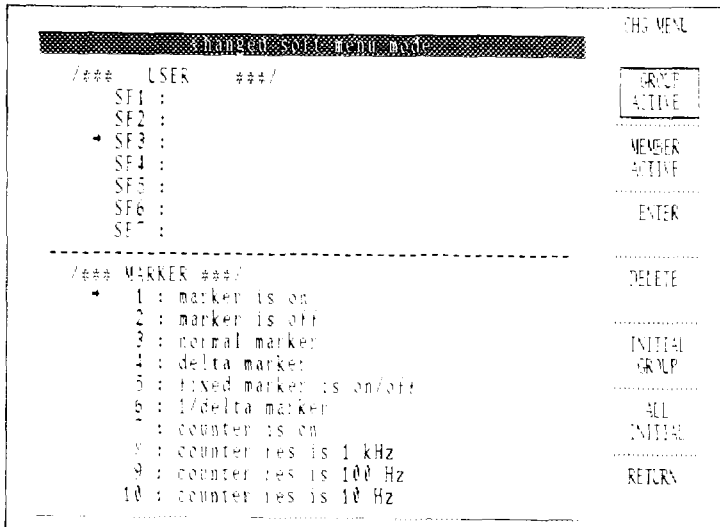 CHG MENU
changed soft menu mode
/*** USER ***/
SF1 :
SF2 :
→ SF3 :
SF4 :
SF5 :
SF6 :
SF7 :
/*** MARKER ***/
→ 1 : marker is on
2 : marker is off
3 : normal marker
4 : delta marker
5 : fixed marker is on/off
6 : 1/delta marker
7 : counter is on
8 : counter res is 1 kHz
9 : counter res is 100 Hz
10 : counter res is 10 Hz
GROUP
ACTIVE
MEMBER
ACTIVE
ENTER
DELETE
INITIAL
GROUP
ALL
INITIAL
RETURN